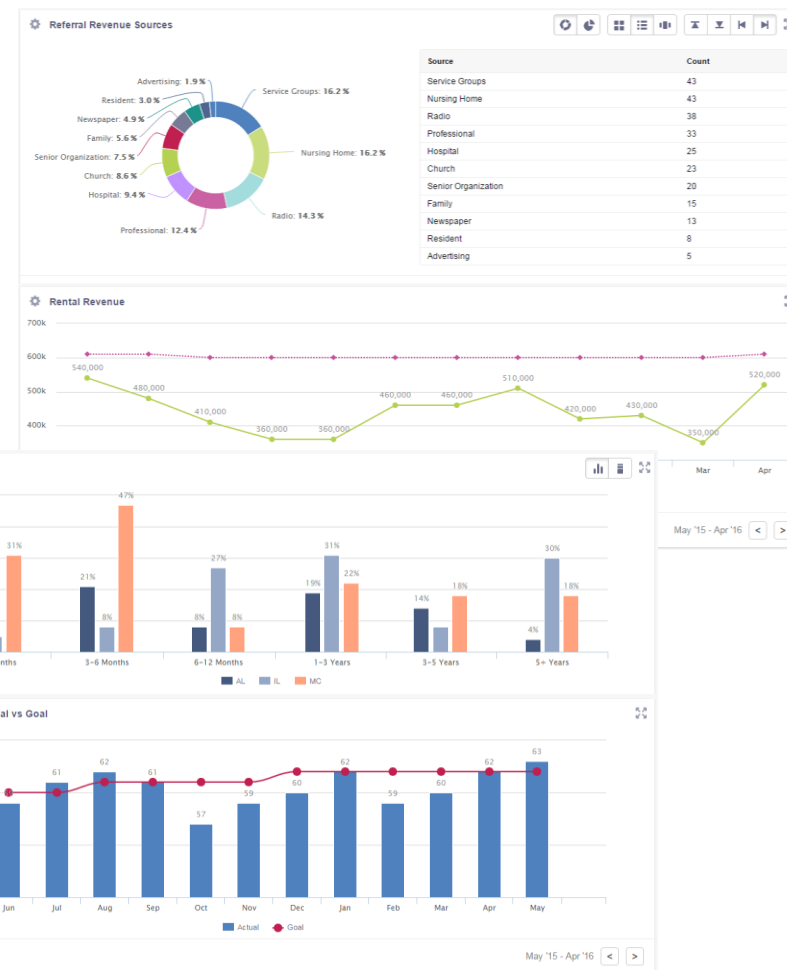 Referral Revenue Sources
Advertising: 1.9 %
Service Groups: 16.2 %
Resident: 3.0 %
Newspaper: 4.9 %
Family: 5.6 %
Nursing Home: 16.2 %
Senior Organization: 7.5 %
Church: 8.6 %
Hospital: 9.4 %
Radio: 14.3 %
Professional: 12.4 %
Source Count
Service Groups 43
Nursing Home 43
Radio 38
Professional 33
Hospital 25
Church 23
Senior Organization 20
Family 15
Newspaper 13
Resident 8
Advertising 5
Rental Revenue
700k
600k
500k
400k
540,000 480,000 410,000 360,000 360,000 460,000 460,000 510,000 420,000 430,000 350,000 520,000
Mar Apr
May '15 - Apr '16 < >
31% 21% 8% 47% 8% 27% 8% 19% 31% 22% 14% 18% 4% 30% 18%
nths 3-6 Months 6-12 Months 1-3 Years 3-5 Years 5+ Years
AL IL MC
al vs Goal
61 62 61 57 59 60 62 59 60 62 63
Jun Jul Aug Sep Oct Nov Dec Jan Feb Mar Apr May
Actual Goal
May '15 - Apr '16 < >